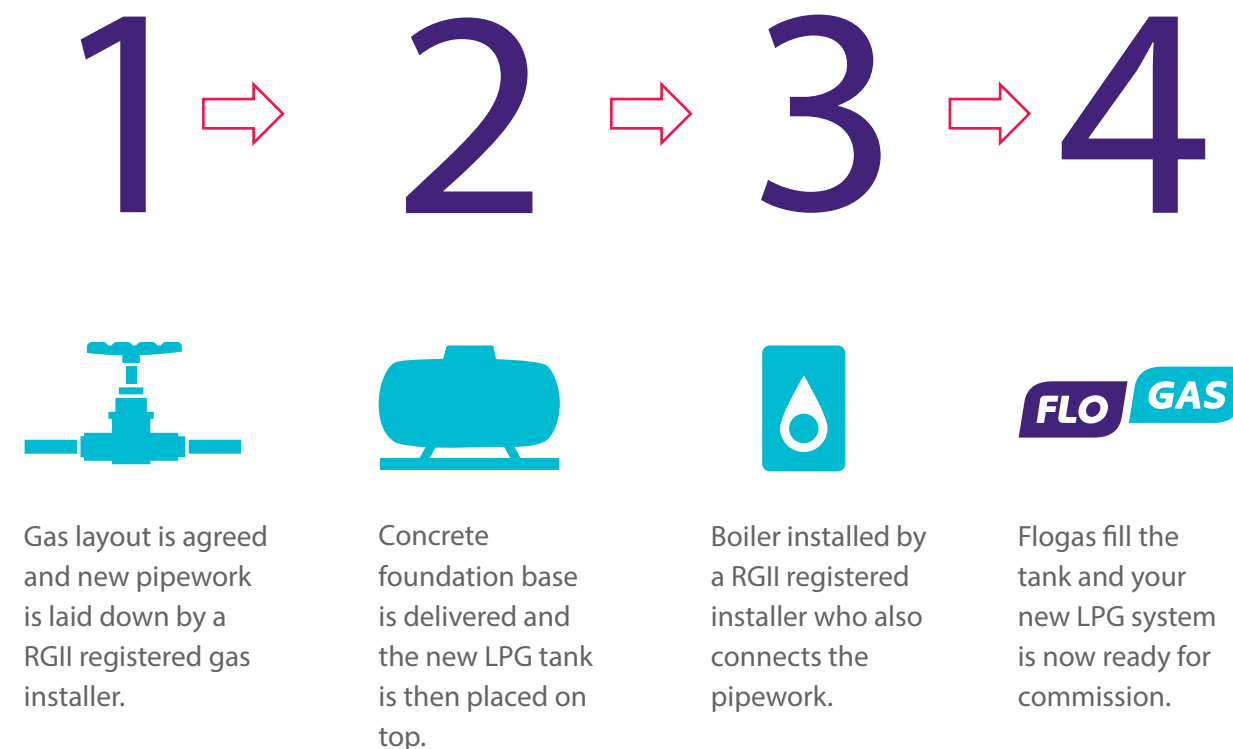 1
2
3
4
FLO GAS
Gas layout is agreed
and new pipework
is laid down by a
RGII registered gas
installer.
Concrete
foundation base
is delivered and
the new LPG tank
is then placed on
top.
Boiler installed by
a RGII registered
installer who also
connects the
pipework.
Flogas fill the
tank and your
new LPG system
is now ready for
commission.